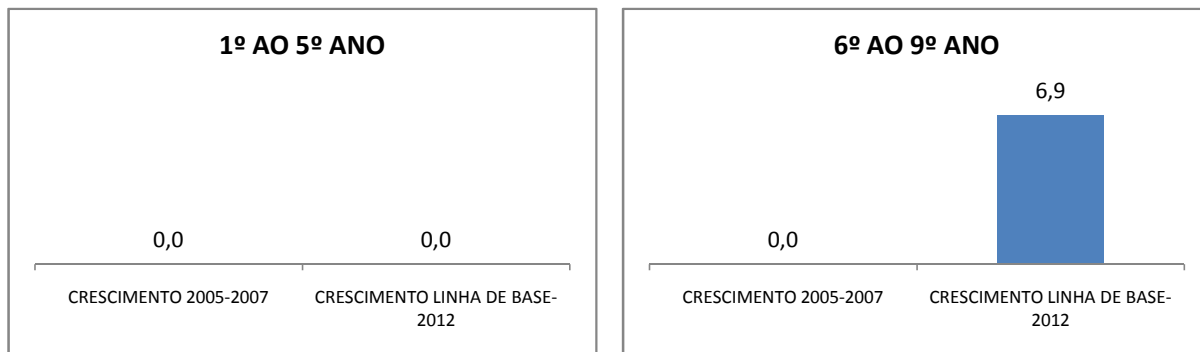 1º AO 5º ANO
0,0
0,0
CRESCIMENTO 2005-2007
CRESCIMENTO LINHA DE BASE-
2012
6º AO 9º ANO
6,9
0,0
CRESCIMENTO 2005-2007
CRESCIMENTO LINHA DE BASE-
2012